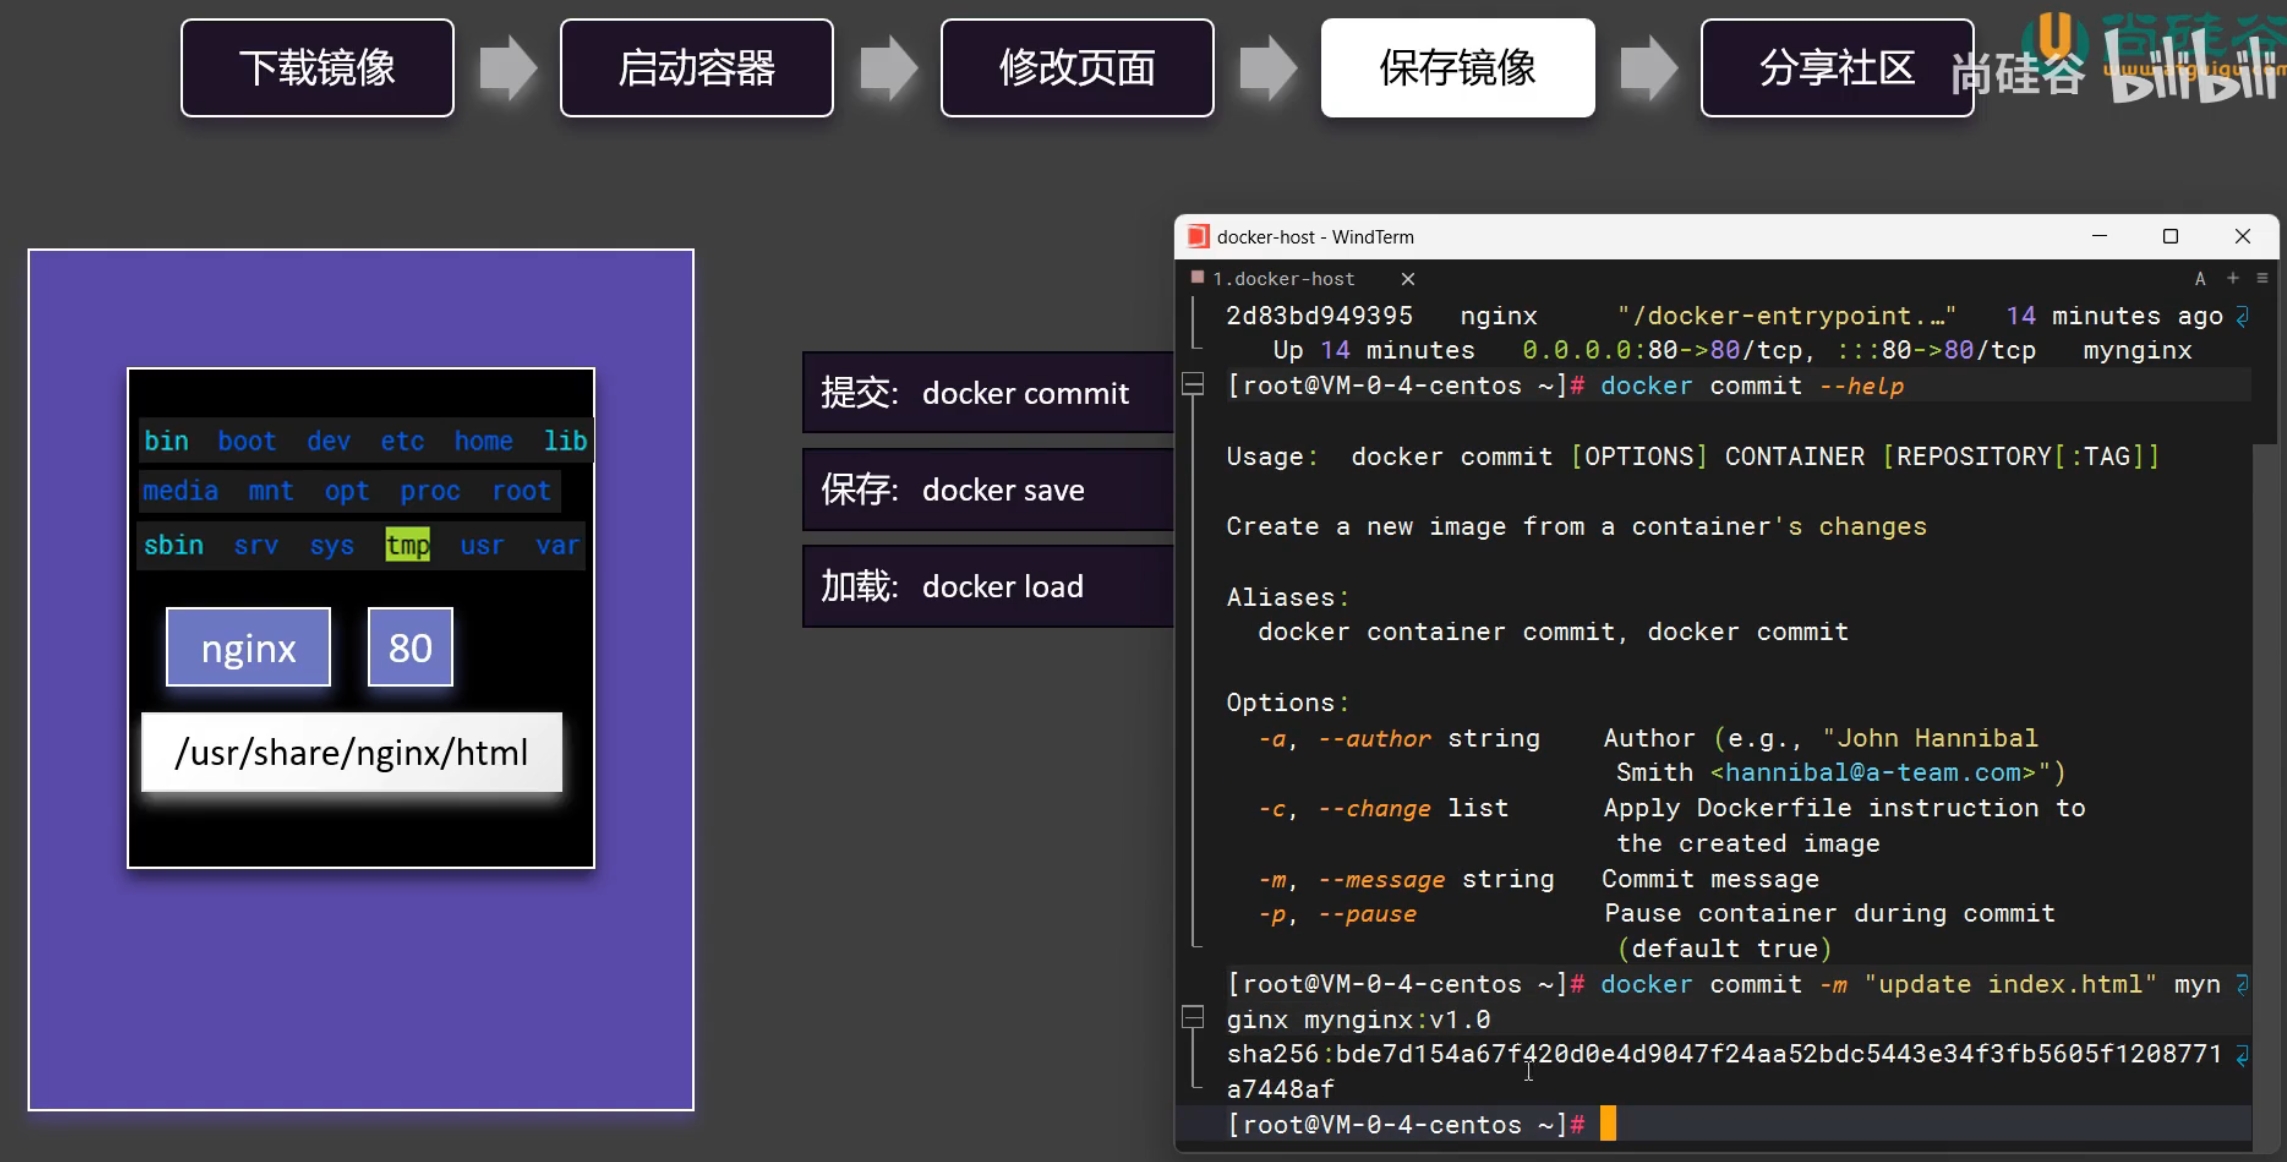 下载镜像
启动容器
修改页面
保存镜像
分享社区
尚硅谷
bilibili
bin boot dev etc home lib
media mnt opt proc root
sbin srv sys tmp usr var
nginx
80
/usr/share/nginx/html
提交: docker commit
保存: docker save
加载: docker load
docker-host - WindTerm
1.docker-host
2d83bd949395 nginx "/docker-entrypoint.…" 14 minutes ago
Up 14 minutes 0.0.0.0:80->80/tcp, :::80->80/tcp mynginx
[root@VM-0-4-centos ~]# docker commit --help
Usage: docker commit [OPTIONS] CONTAINER [REPOSITORY[:TAG]]
Create a new image from a container's changes
Aliases:
docker container commit, docker commit
Options:
-a, --author string Author (e.g., "John Hannibal
Smith <hannibal@a-team.com>")
-c, --change list Apply Dockerfile instruction to
the created image
-m, --message string Commit message
-p, --pause Pause container during commit
(default true)
[root@VM-0-4-centos ~]# docker commit -m "update index.html" myn
ginx mynginx:v1.0
sha256:bde7d154a67f420d0e4d9047f24aa52bdc5443e34f3fb5605f1208771
a7448af
[root@VM-0-4-centos ~]#